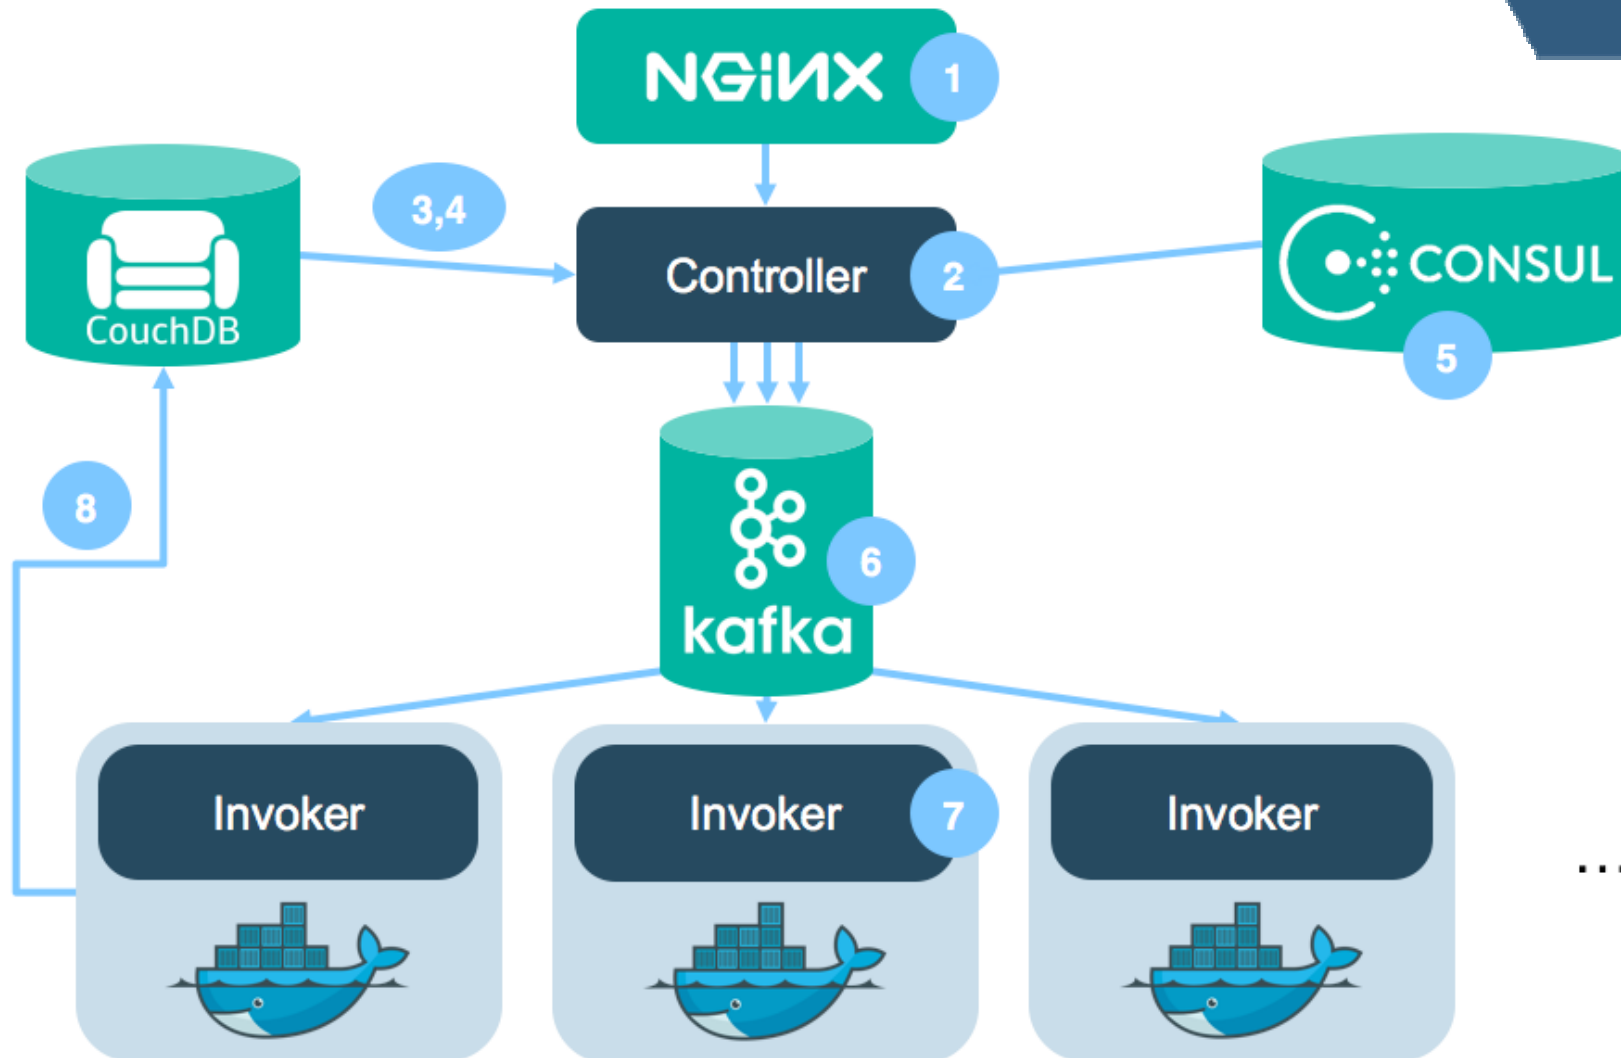 NGiNX
1
3,4
CouchDB
Controller
2
CONSUL
5
8
6
kafka
Invoker
Invoker
7
Invoker
...